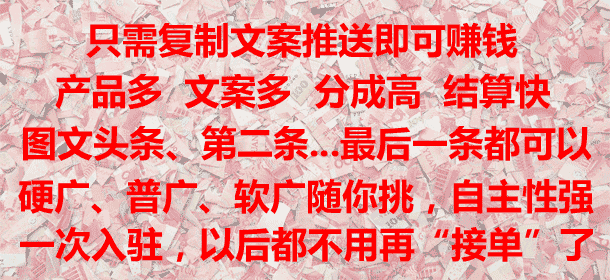 只需复制文案推送即可赚钱
产品多 文案多 分成高 结算快
图文头条、第二条...最后一条都可以
硬广、普广、软广随你挑，自主性强
一次入驻，以后都不用再“接单”了